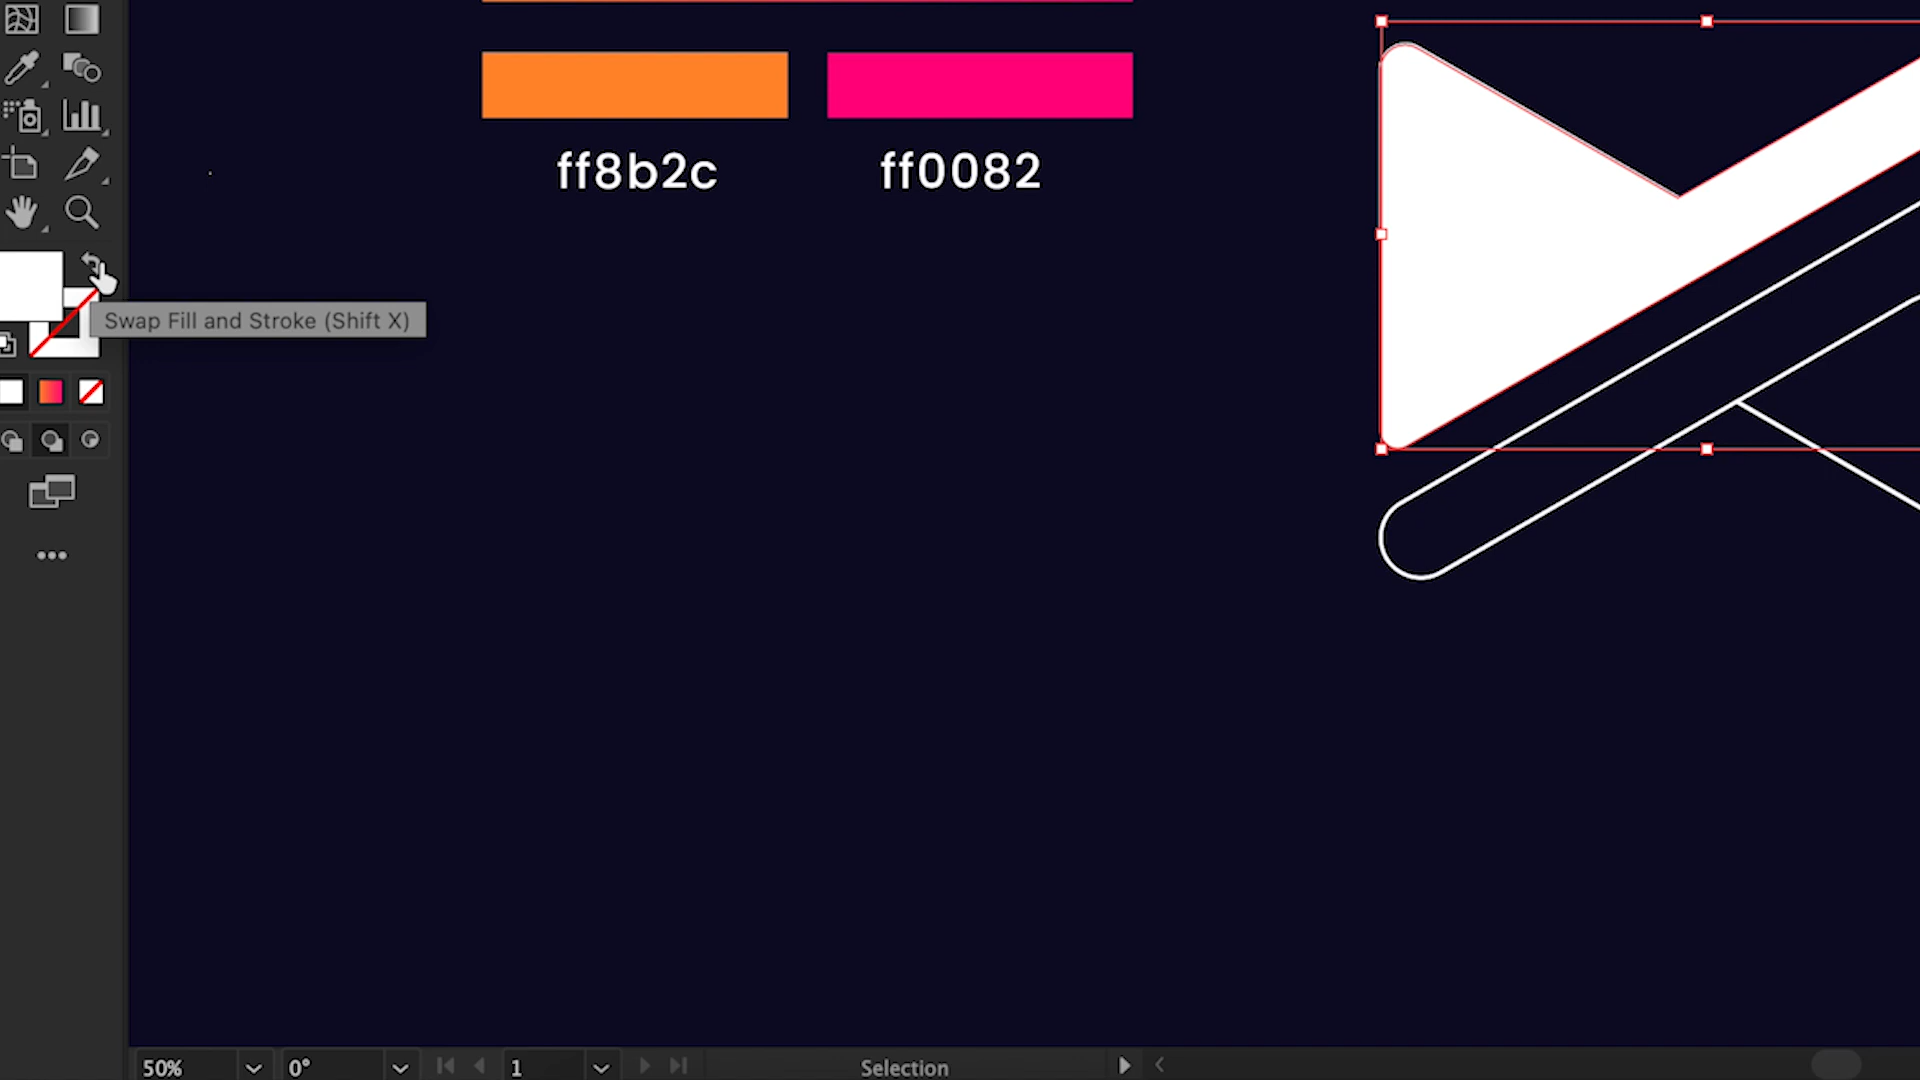 ff8b2c
ff0082
Swap Fill and Stroke (Shift X)
50%
0°
1
Selection